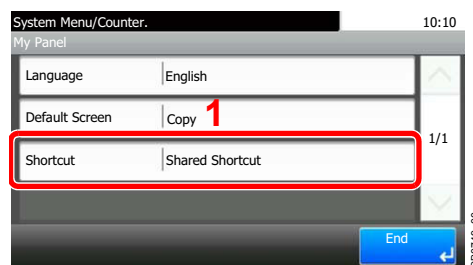 System Menu/Counter. 10:10
My Panel
Language English
Default Screen Copy 1
1/1
Shortcut Shared Shortcut
End